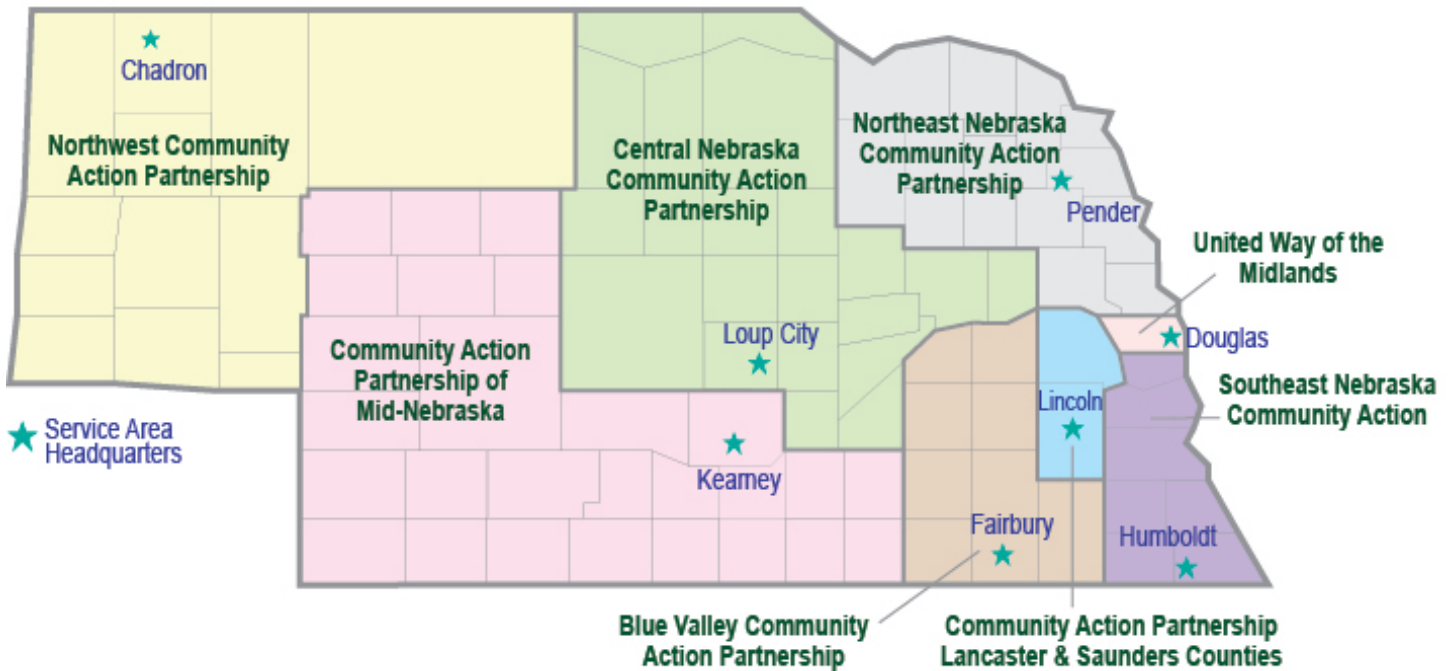 Chadron
Northwest Community
Action Partnership
Central Nebraska
Community Action
Partnership
Northeast Nebraska
Community Action
Partnership
Pender
United Way of the
Midlands
Douglas
Community Action
Partnership of
Mid-Nebraska
Loup City
Southeast Nebraska
Community Action
Lincoln
Service Area
Headquarters
Kearney
Fairbury
Humboldt
Blue Valley Community
Action Partnership
Community Action Partnership
Lancaster & Saunders Counties